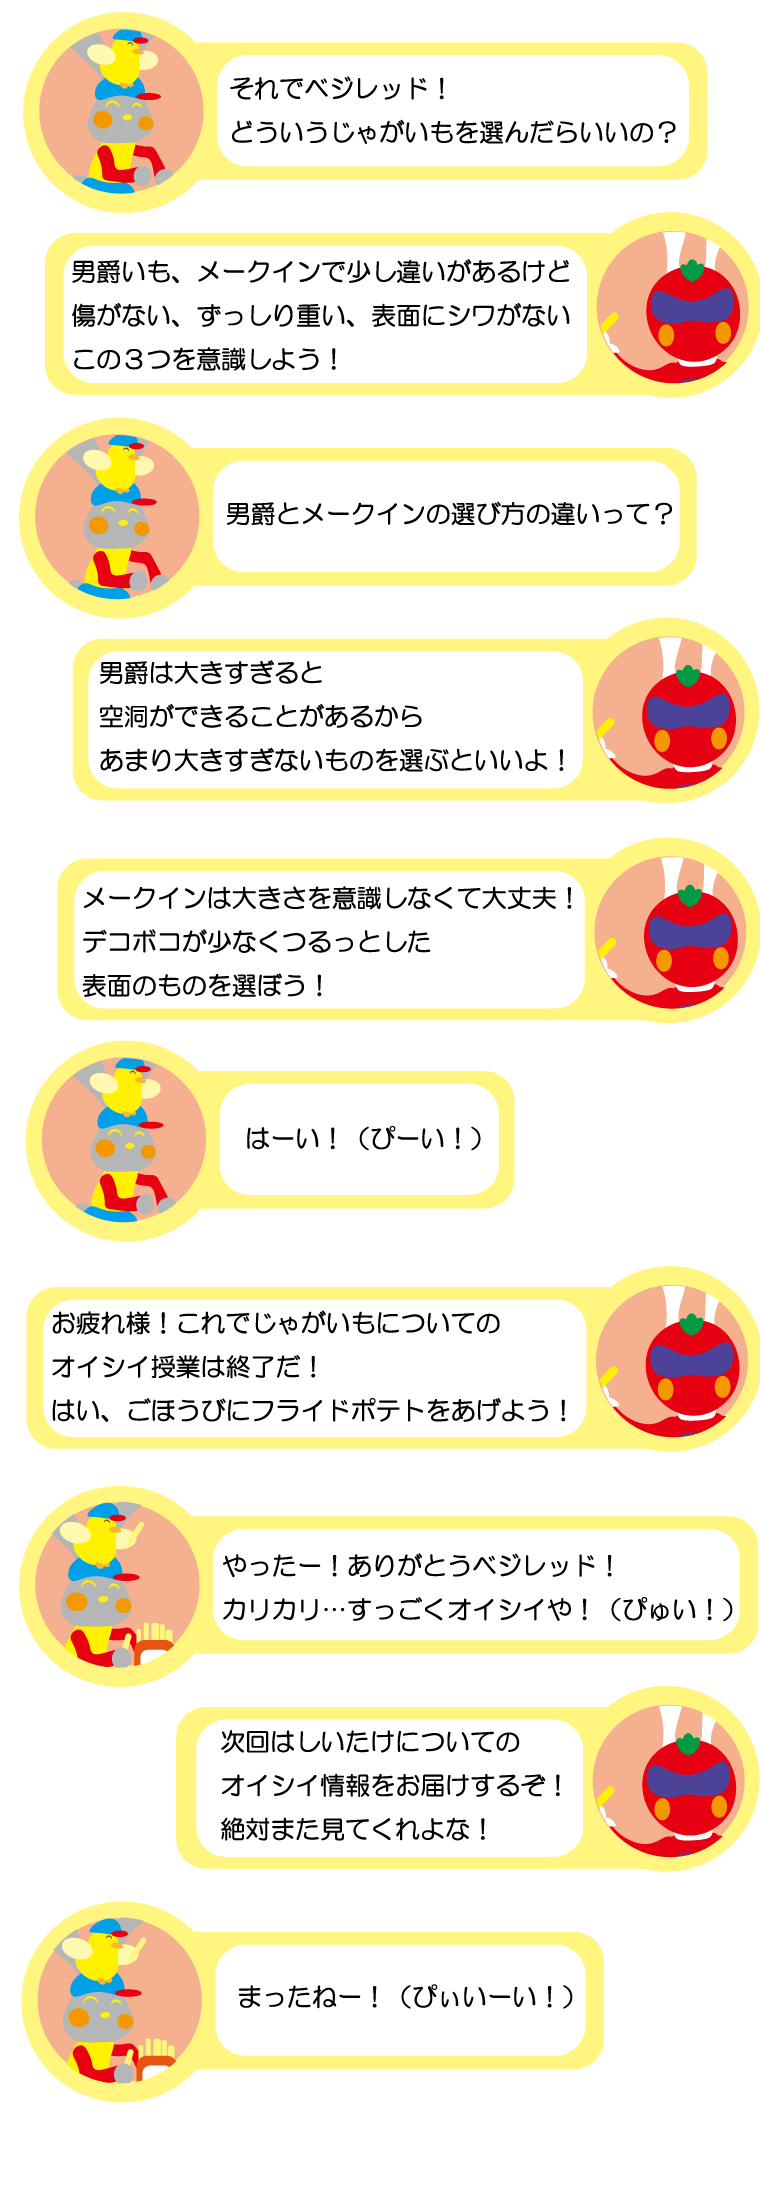 それでベジレッド！
どういうじゃがいもを選んだらいいの？
男爵いも、メークインで少し違いがあるけど
傷がない、ずっしり重い、表面にシワがない
この３つを意識しよう！
男爵とメークインの選び方の違いって？
男爵は大きすぎると
空洞ができることがあるから
あまり大きすぎないものを選ぶといいよ！
メークインは大きさを意識しなくて大丈夫！
デコボコが少なくつるっとした
表面のものを選ぼう！
はーい！（ぴーい！）
お疲れ様！これでじゃがいもについての
オイシイ授業は終了だ！
はい、ごほうびにフライドポテトをあげよう！
やったー！ありがとうベジレッド！
カリカリ…すっごくオイシイや！（ぴゅい！）
次回はしいたけについての
オイシイ情報をお届けするぞ！
絶対また見てくれよな！
まったねー！（ぴぃいーい！）